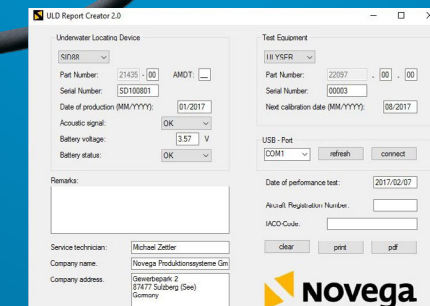 ULD Report Creator 2.0
Underwater Locating Device
SID88
Part Number: 21435 - 00 AMDT: __
Serial Number: SD100801
Date of production (MM/YYYY): 01/2017
Acoustic signal: OK
Battery voltage: 3.57 V
Battery status: OK
Remarks:
Service technician: Michael Zettler
Company name. Novega Produktionssysteme Gm
Company address. Gewerbepark 2
87477 Sulzberg (See)
Germany
Test Equipment
ULYSER
Part Number: 22097 . 00 . 00
Serial Number: 00003
Next calibration date (MM/YYYY): 08/2017
USB - Port
COM1 refresh connect
Date of performance test: 2017/02/07
Aircraft Registration Number.
IACO-Code.
clear print pdf
Novega